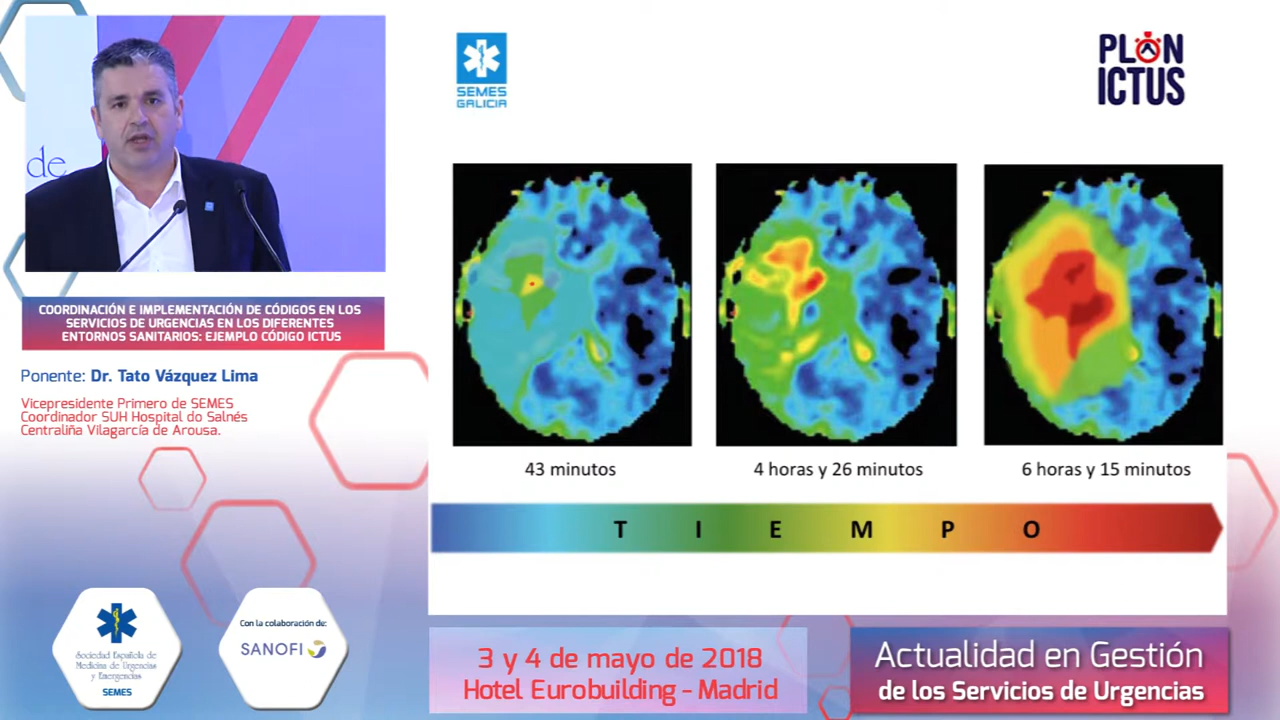 de
COORDINACIÓN E IMPLEMENTACIÓN DE CÓDIGOS EN LOS
SERVICIOS DE URGENCIAS EN LOS DIFERENTES
ENTORNOS SANITARIOS: EJEMPLO CÓDIGO ICTUS
Ponente: Dr. Tato Vázquez Lima
Vicepresidente Primero de SEMES
Coordinador SUH Hospital do Salnés
Centraliña Vilagarcía de Arousa.
Sociedad Española de
Medicina de Urgencias
y Emergencias
SEMES
Con la colaboración de:
SANOFI
SEMES
GALICIA
PLAN
ICTUS
43 minutos
4 horas y 26 minutos
6 horas y 15 minutos
T I E M P O
3 y 4 de mayo de 2018
Hotel Eurobuilding - Madrid
Actualidad en Gestión
de los Servicios de Urgencias